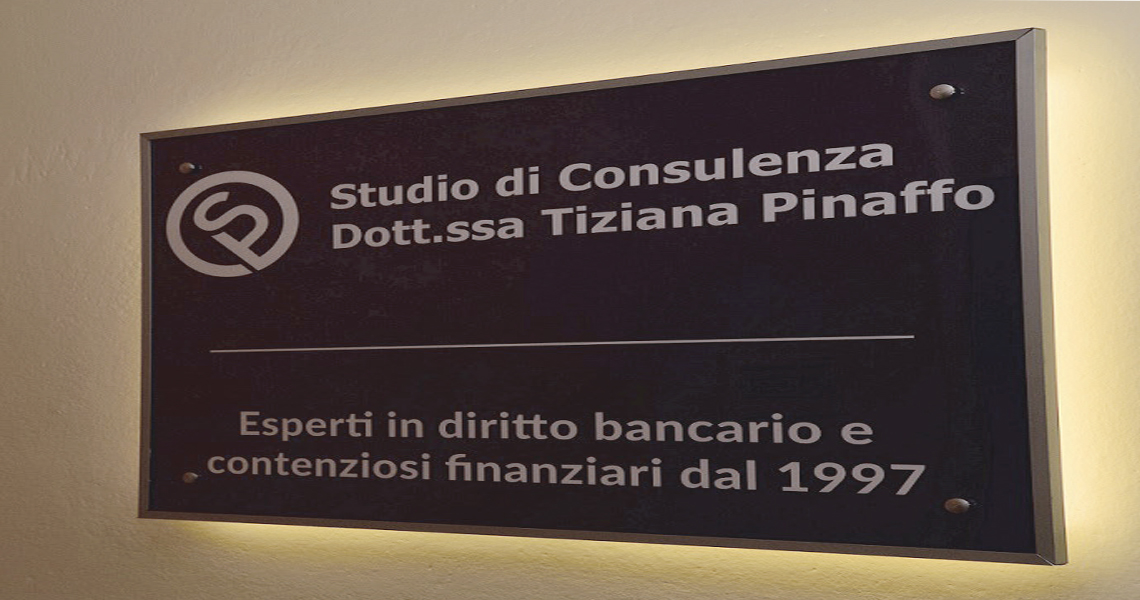 Studio di Consulenza
Dott.ssa Tiziana Pinaffo
Esperti in diritto bancario e
contenziosi finanziari dal 1997